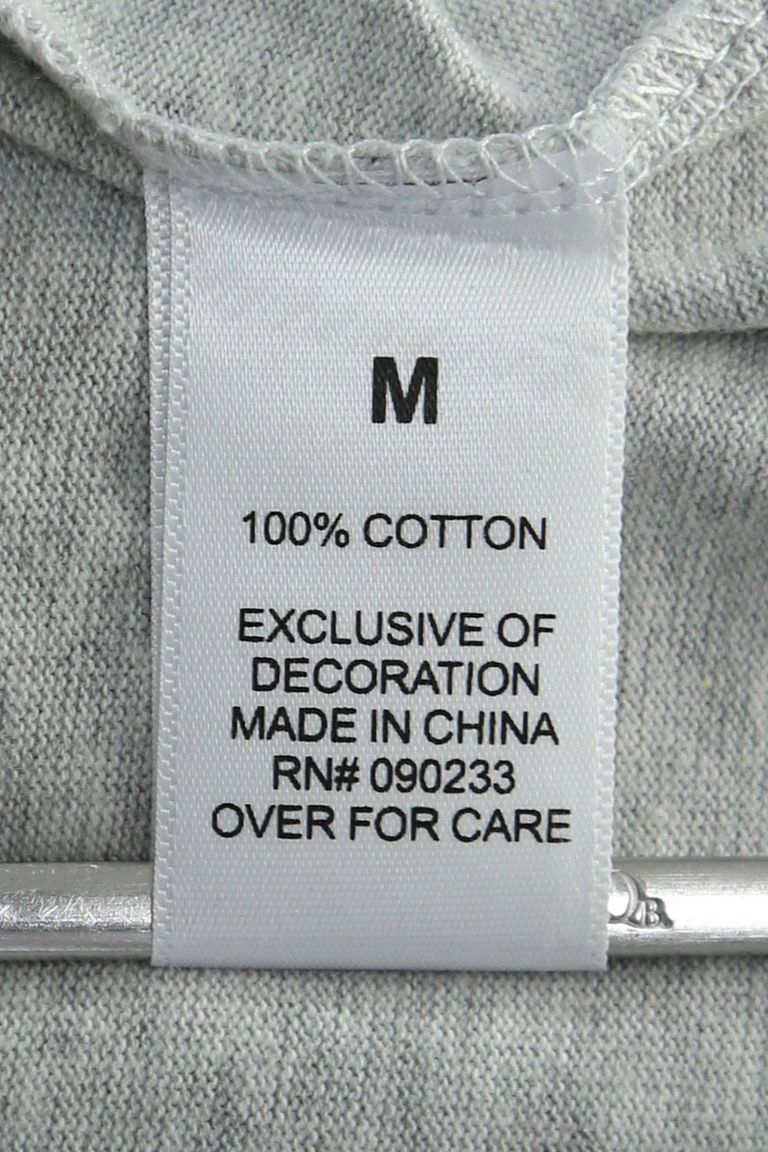 M
100% COTTON
EXCLUSIVE OF
DECORATION
MADE IN CHINA
RN# 090233
OVER FOR CARE
B